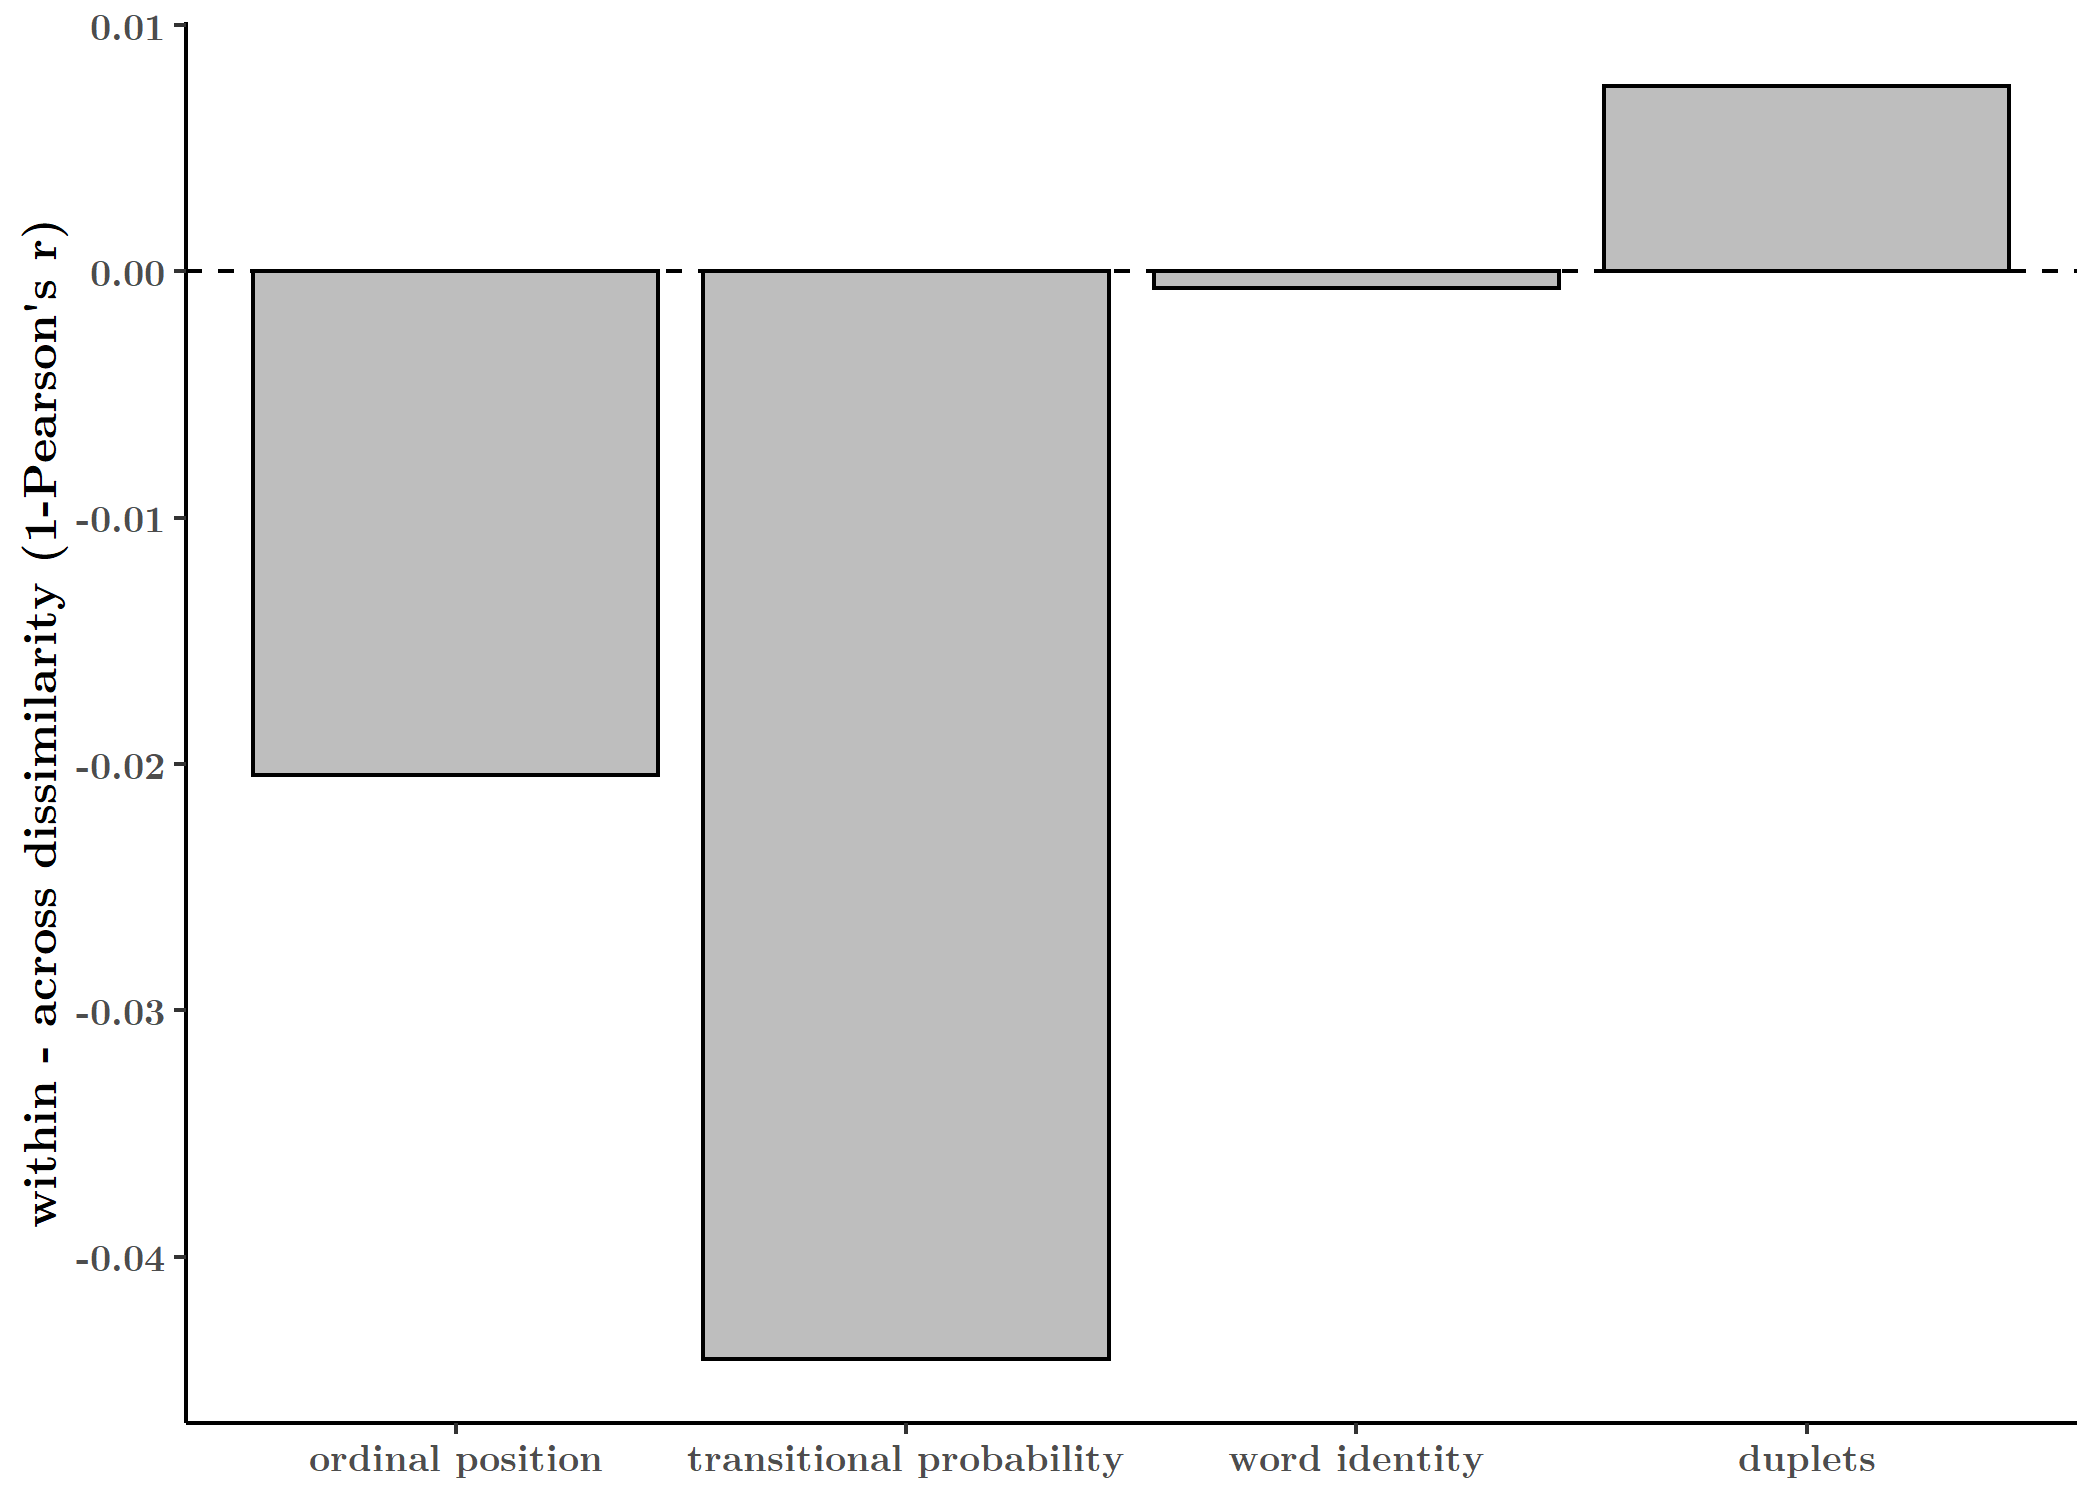 within - across dissimilarity (1-Pearson's r)
0.01
0.00
-0.01
-0.02
-0.03
-0.04
ordinal position
transitional probability
word identity
duplets